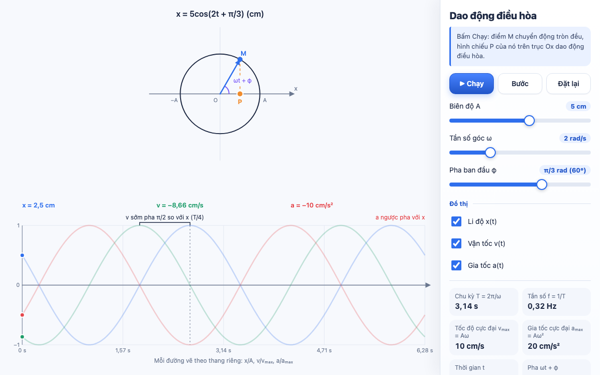 x = 5cos(2t + π/3) (cm)
M
ωt + φ
x
−A
O
P
A
x = 2,5 cm
v = −8,66 cm/s
a = −10 cm/s²
v sớm pha π/2 so với x (T/4)
a ngược pha với x
1
0
−1
0 s
1,57 s
3,14 s
4,71 s
6,28 s
Mỗi đường vẽ theo thang riêng: x/A, v/vₘₐₓ, a/aₘₐₓ
Dao động điều hòa
Bấm Chạy: điểm M chuyển động tròn đều,
hình chiếu P của nó trên trục Ox dao động
điều hòa.
▶ Chạy
Bước
Đặt lại
Biên độ A
5 cm
Tần số góc ω
2 rad/s
Pha ban đầu φ
π/3 rad (60°)
Đồ thị
Li độ x(t)
Vận tốc v(t)
Gia tốc a(t)
Chu kỳ T = 2π/ω
3,14 s
Tần số f = 1/T
0,32 Hz
Tốc độ cực đại vₘₐₓ
= Aω
10 cm/s
Gia tốc cực đại aₘₐₓ
= Aω²
20 cm/s²
Thời gian t
Pha ωt + φ